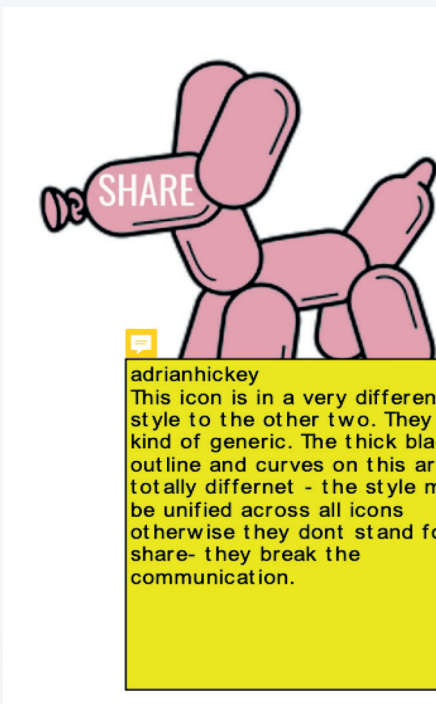 SHARE
adrianhickey
This icon is in a very differen
style to the other two. They
kind of generic. The thick bla
outline and curves on this ar
totally differnet - the style m
be unified across all icons
otherwise they dont stand fo
share- they break the
communication.